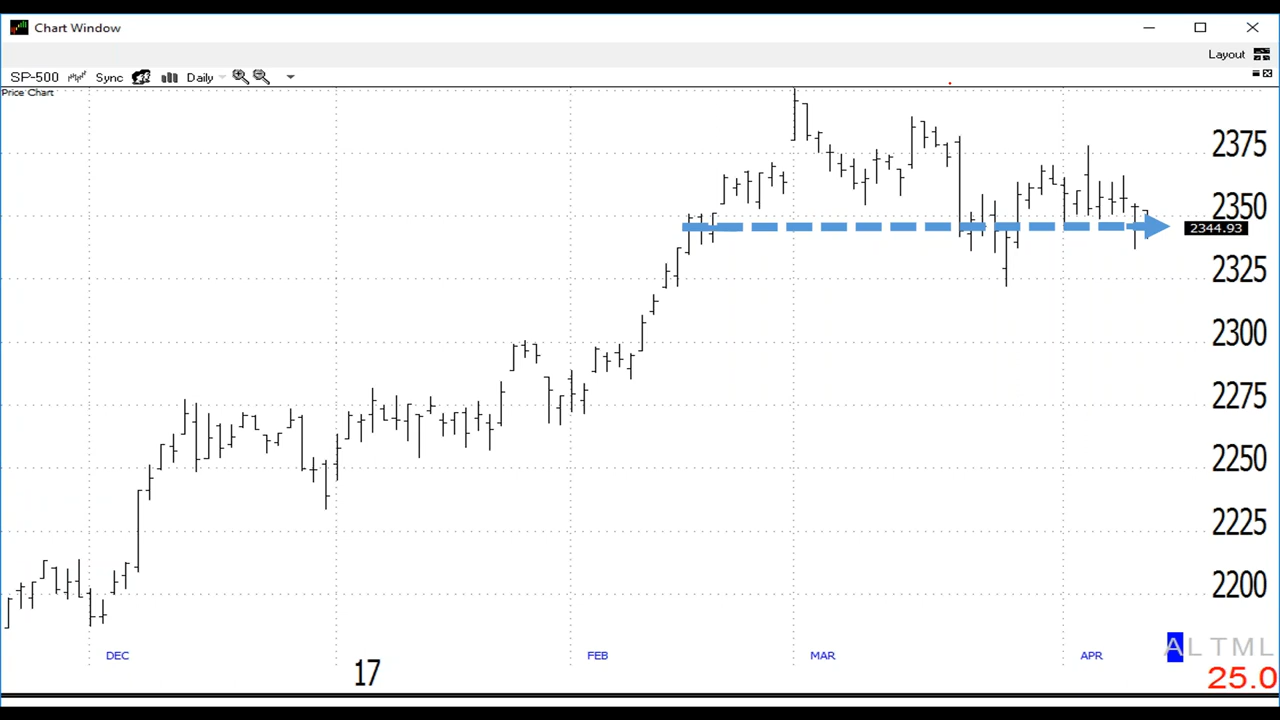 Chart Window
Layout
SP-500 Sync Daily
Price Chart
2375
2350
2344.93
2325
2300
2275
2250
2225
2200
ALTML
DEC FEB MAR APR
17
25.0